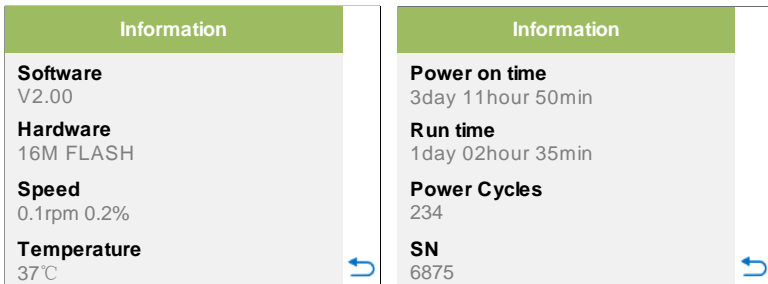 Information
Software
V2.00
Hardware
16M FLASH
Speed
0.1rpm 0.2%
Temperature
37℃
Information
Power on time
3day 11hour 50min
Run time
1day 02hour 35min
Power Cycles
234
SN
6875